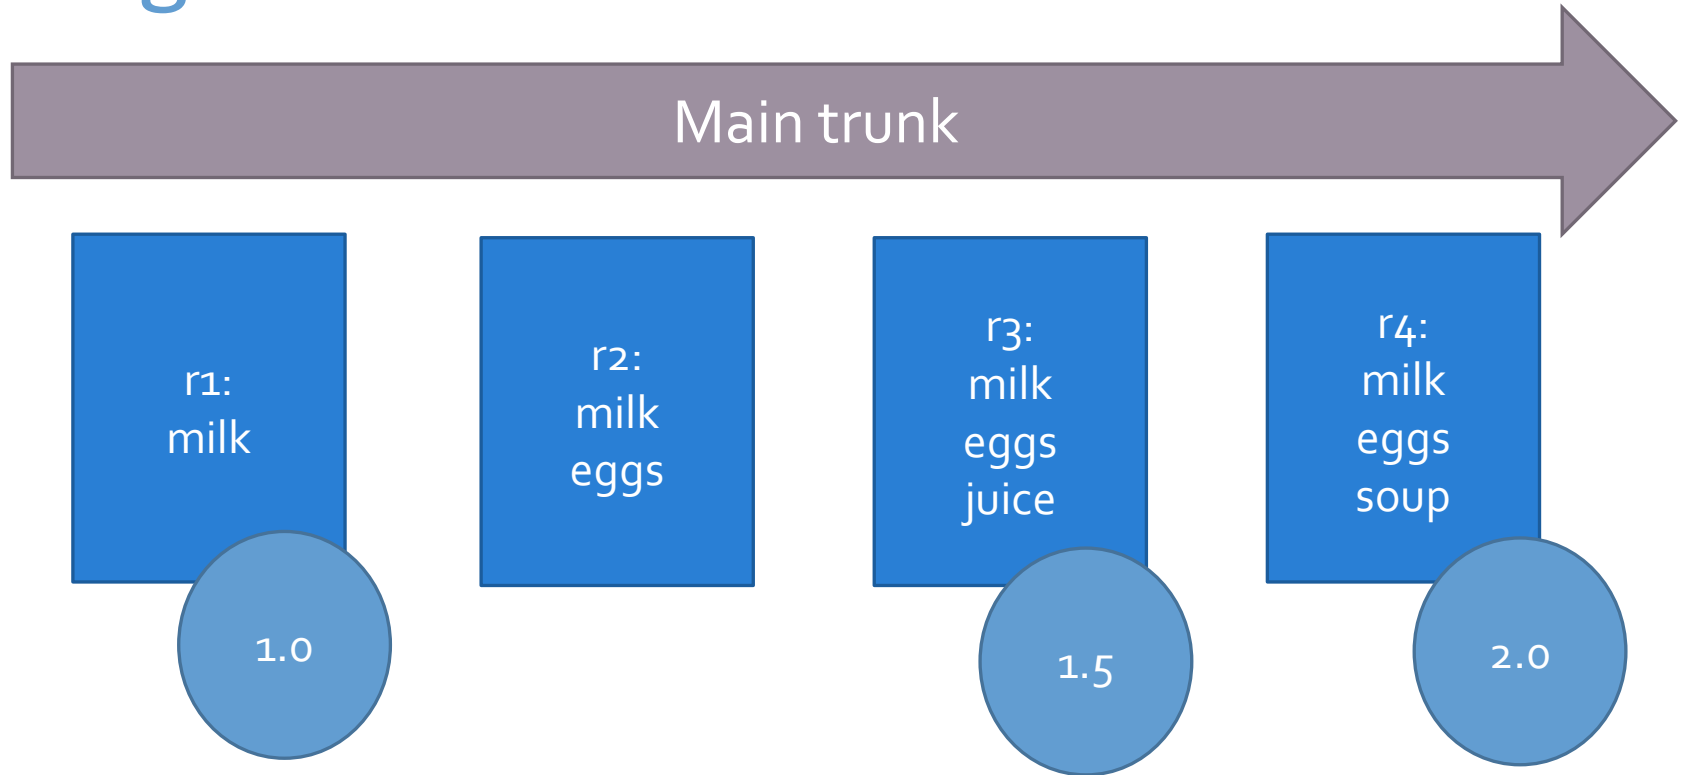 g
Main trunk
r1:
milk
r2:
milk
eggs
r3:
milk
eggs
juice
r4:
milk
eggs
soup
1.0
1.5
2.0